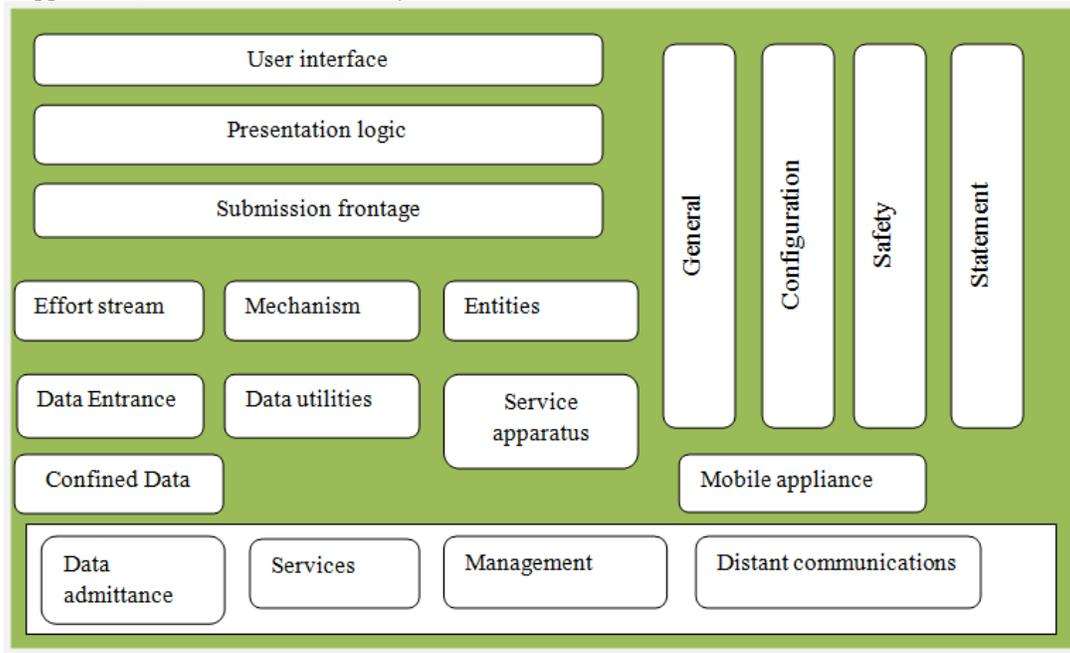 User interface
Presentation logic
Submission frontage
General
Configuration
Safety
Statement
Effort stream
Mechanism
Entities
Data Entrance
Data utilities
Service
apparatus
Confined Data
Mobile appliance
Data
admittance
Services
Management
Distant communications